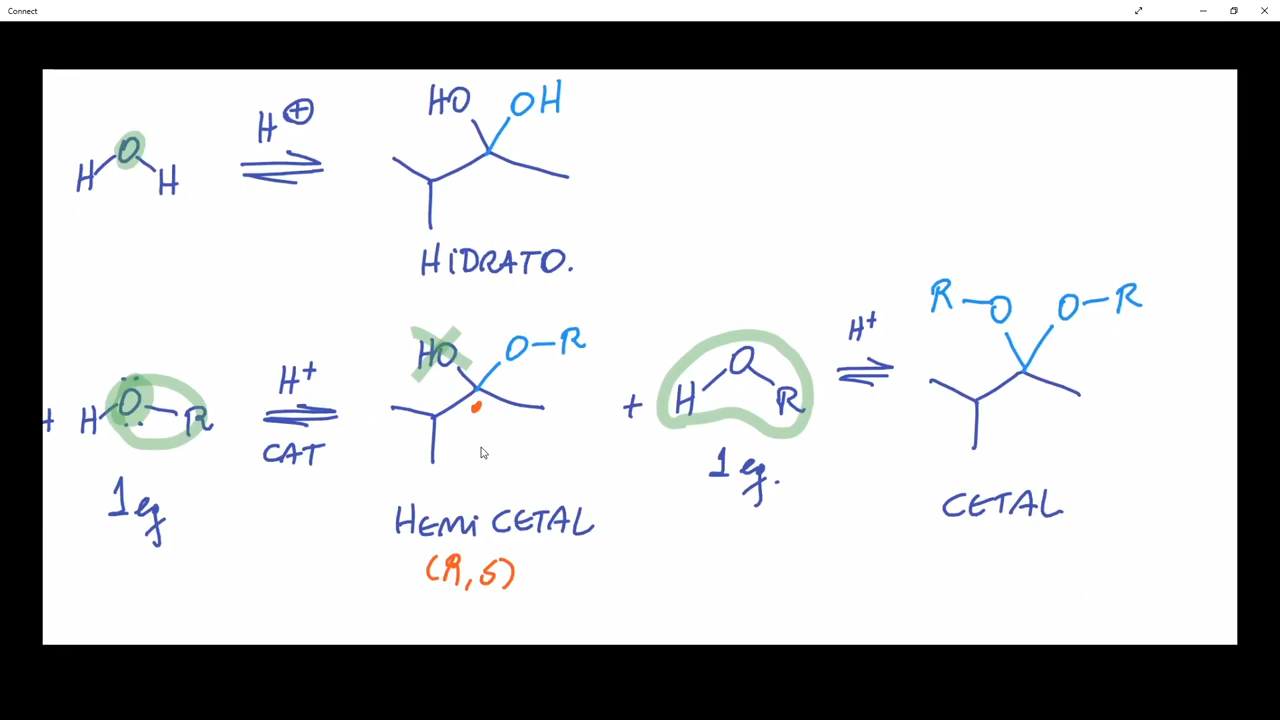 Connect
HO OH
H⊕
H O H
HiDRATO.
R-O O-R
H+
HO O-R
H+
+ H Ö R
+ H O R
CAT
1 eq
1 eq.
HEMi CETAL
CETAL
(R,S)